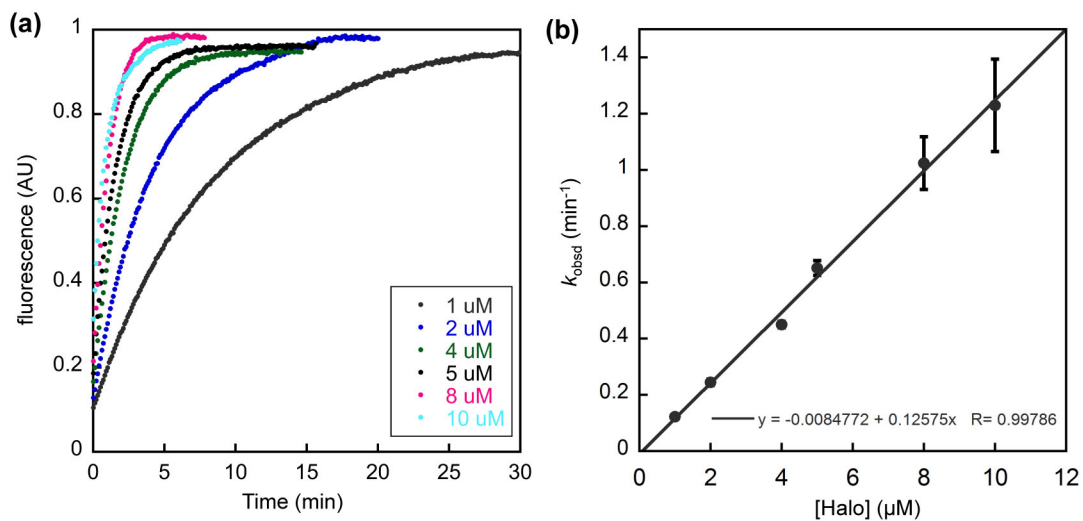 (a)
1
0.8
0.6
0.4
0.2
0
fluorescence (AU)
0 5 10 15 20 25 30
Time (min)
1 uM
2 uM
4 uM
5 uM
8 uM
10 uM
(b)
1.4
1.2
1
0.8
0.6
0.4
0.2
0
k_obsd (min⁻¹)
y = -0.0084772 + 0.12575x R= 0.99786
0 2 4 6 8 10 12
[Halo] (µM)